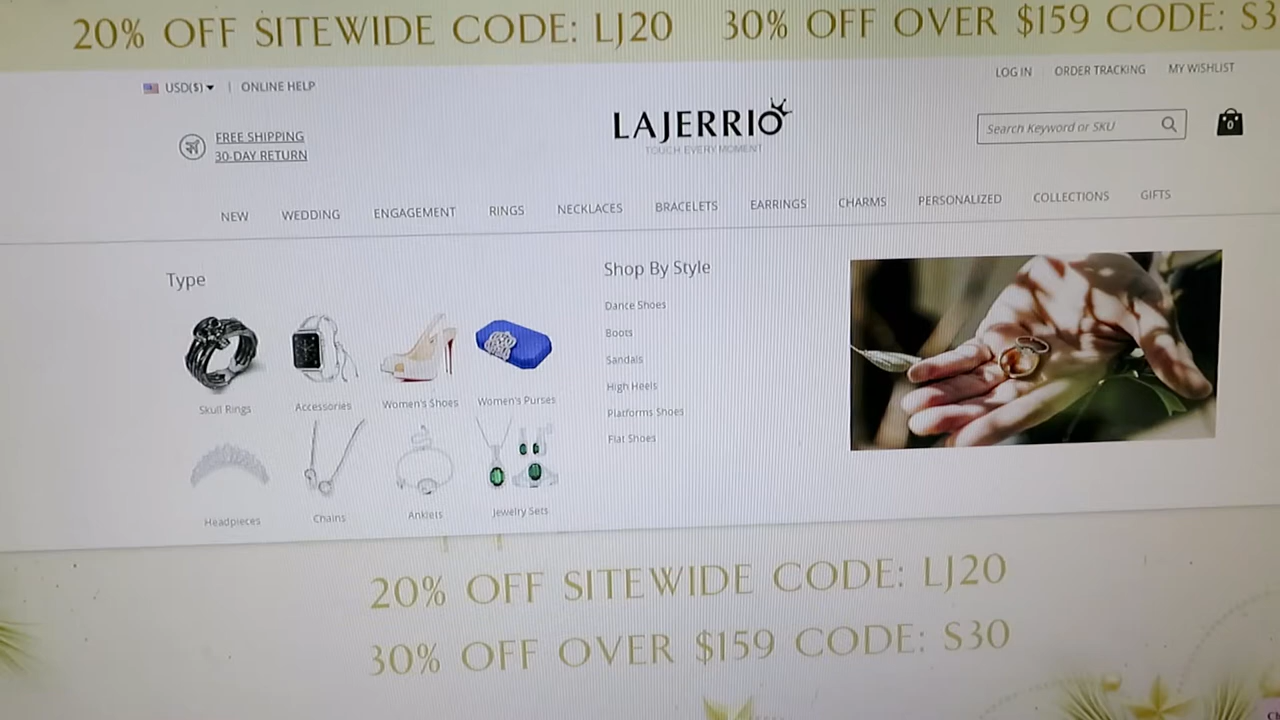 20% OFF SITEWIDE CODE: LJ20 30% OFF OVER $159 CODE: S3
USD($) | ONLINE HELP
LOG IN ORDER TRACKING MY WISHLIST
FREE SHIPPING
30-DAY RETURN
LAJERRIO
TOUCH EVERY MOMENT
Search Keyword or SKU
0
NEW WEDDING ENGAGEMENT RINGS NECKLACES BRACELETS EARRINGS CHARMS PERSONALIZED COLLECTIONS GIFTS
Type
Skull Rings Accessories Women's Shoes Women's Purses
Headpieces Chains Anklets Jewelry Sets
Shop By Style
Dance Shoes
Boots
Sandals
High Heels
Platforms Shoes
Flat Shoes
20% OFF SITEWIDE CODE: LJ20
30% OFF OVER $159 CODE: S30